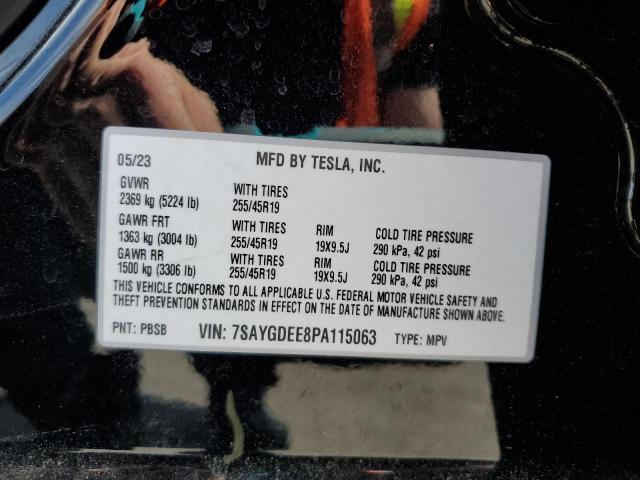 05/23 MFD BY TESLA, INC.
GVWR WITH TIRES
2369 kg (5224 lb) 255/45R19
GAWR FRT WITH TIRES RIM COLD TIRE PRESSURE
1363 kg (3004 lb) 255/45R19 19X9.5J 290 kPa, 42 psi
GAWR RR WITH TIRES RIM COLD TIRE PRESSURE
1500 kg (3306 lb) 255/45R19 19X9.5J 290 kPa, 42 psi
THIS VEHICLE CONFORMS TO ALL APPLICABLE U.S. FEDERAL MOTOR VEHICLE SAFETY AND
THEFT PREVENTION STANDARDS IN EFFECT ON THE DATE OF MANUFACTURE SHOWN ABOVE.
PNT: PBSB VIN: 7SAYGDEE8PA115063 TYPE: MPV